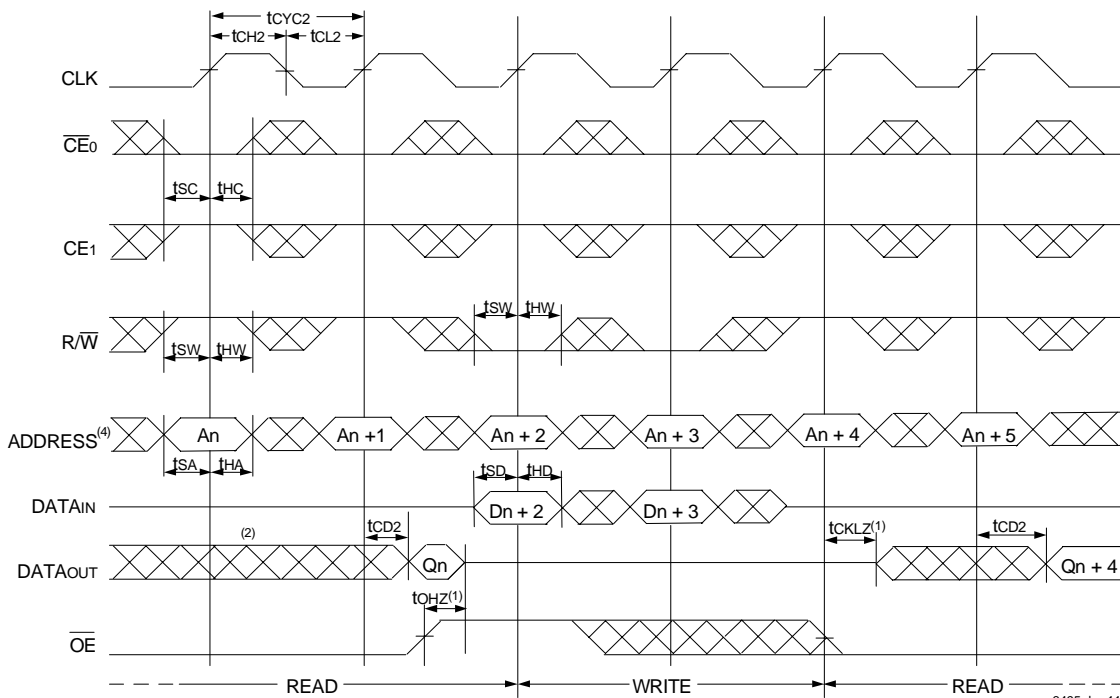 tCYC2
tCH2 tCL2
CLK
CE0
tSC tHC
CE1
tSW tHW
R/W
tSW tHW
ADDRESS(4) An An +1 An + 2 An + 3 An + 4 An + 5
tSA tHA tSD tHD
DATAIN Dn + 2 Dn + 3
(2) tCD2 tCKLZ(1) tCD2
DATAOUT Qn Qn + 4
tOHZ(1)
OE
READ WRITE READ